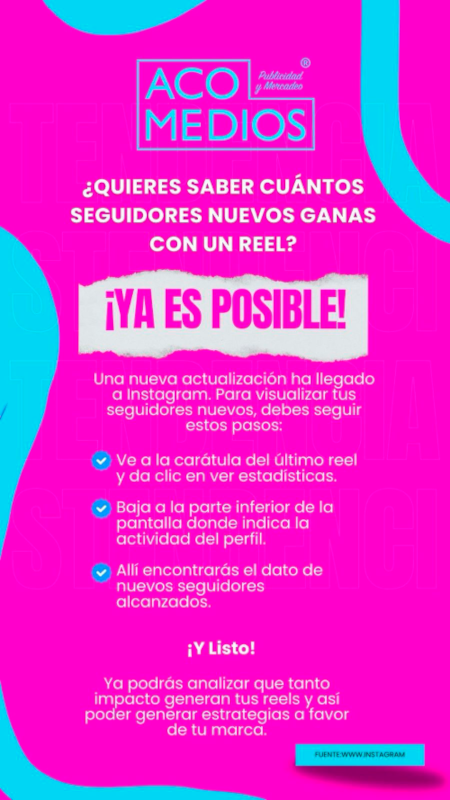 ACO
Publicidad
y Mercadeo
®
MEDIOS
¿QUIERES SABER CUÁNTOS
SEGUIDORES NUEVOS GANAS
CON UN REEL?
¡YA ES POSIBLE!
Una nueva actualización ha llegado
a Instagram. Para visualizar tus
seguidores nuevos, debes seguir
estos pasos:
Ve a la carátula del último reel
y da clic en ver estadísticas.
Baja a la parte inferior de la
pantalla donde indica la
actividad del perfil.
Allí encontrarás el dato de
nuevos seguidores
alcanzados.
¡Y Listo!
Ya podrás analizar que tanto
impacto generan tus reels y así
poder generar estrategias a favor
de tu marca.
FUENTE:WWW.INSTAGRAM